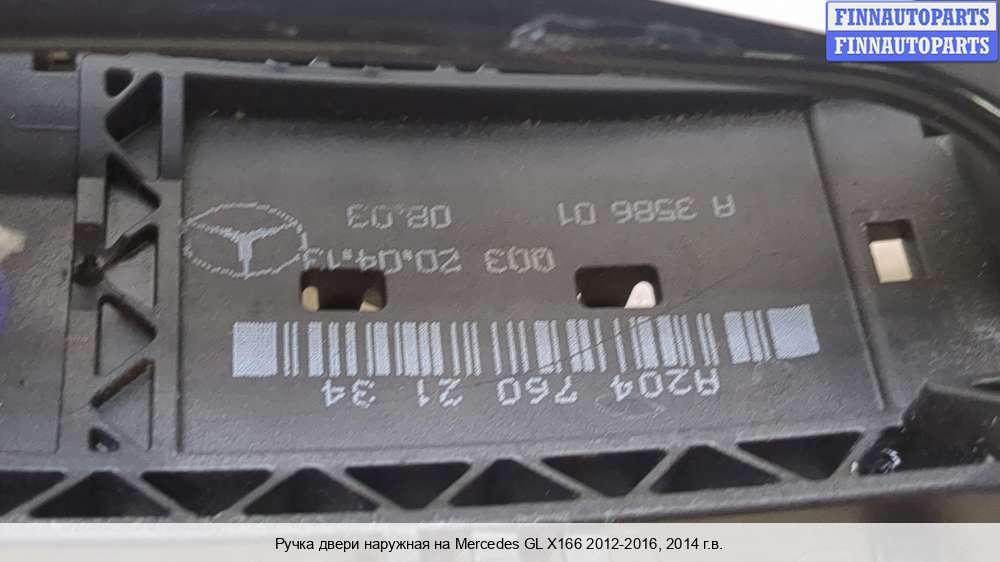 FINNAUTOPARTS
FINNAUTOPARTS
A204 760 21 34
Q03 20.04.13
A 3586 01 08.03
Ручка двери наружная на Mercedes GL X166 2012-2016, 2014 г.в.